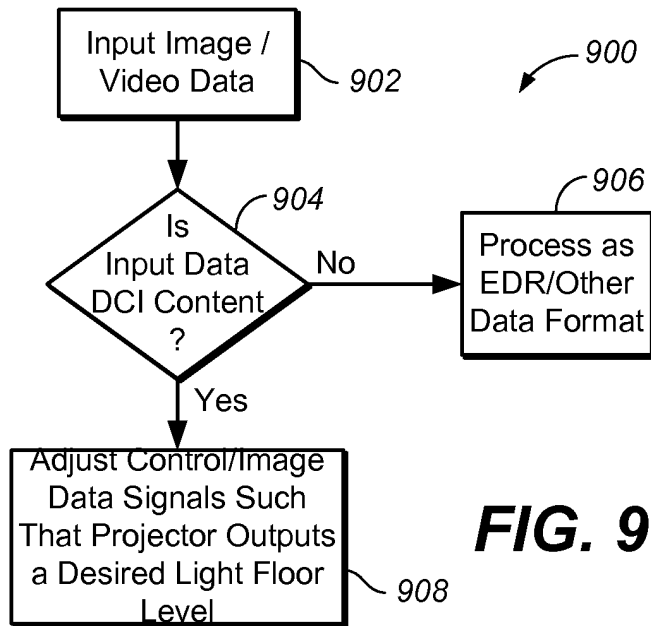 Input Image /
Video Data
902
900
904
Is
Input Data
DCI Content
?
No
906
Process as
EDR/Other
Data Format
Yes
Adjust Control/Image
Data Signals Such
That Projector Outputs
a Desired Light Floor
Level
908
FIG. 9